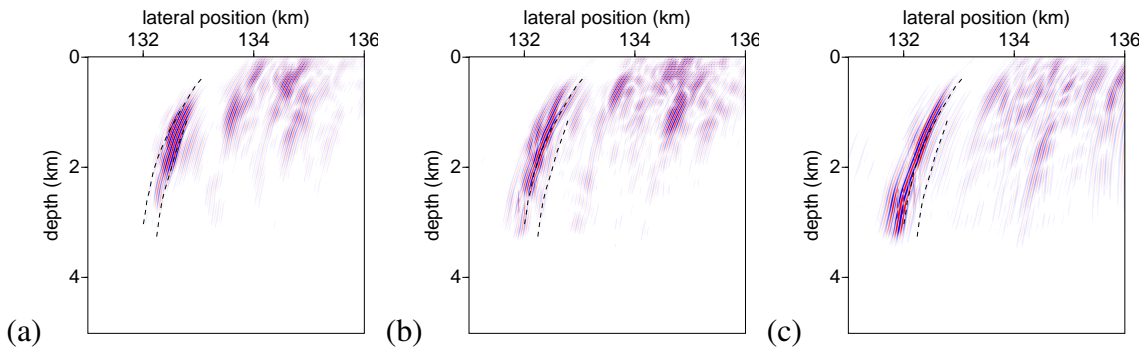 lateral position (km) lateral position (km) lateral position (km)
132 134 136 132 134 136 132 134 136
0 0 0
2 2 2
4 4 4
depth (km) depth (km) depth (km)
(a) (b) (c)